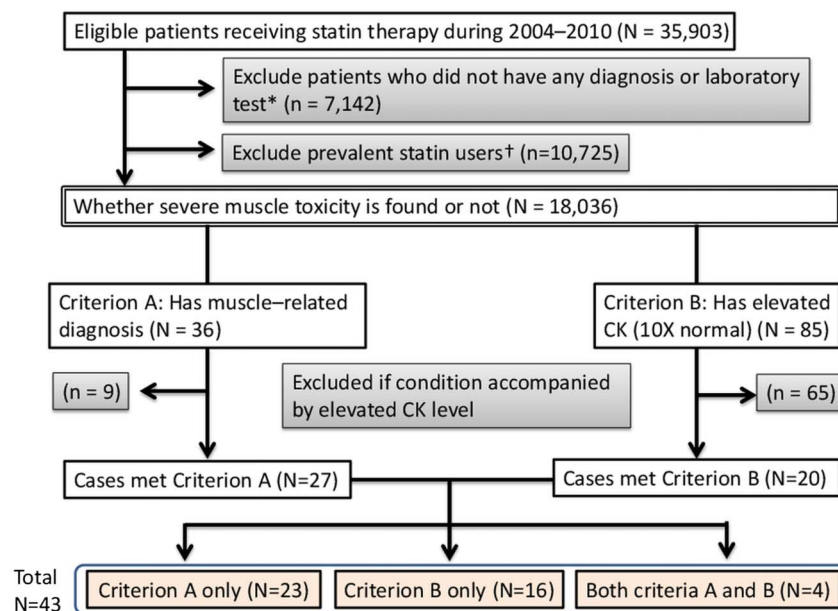 Eligible patients receiving statin therapy during 2004–2010 (N = 35,903)
Exclude patients who did not have any diagnosis or laboratory
test* (n = 7,142)
Exclude prevalent statin users† (n=10,725)
Whether severe muscle toxicity is found or not (N = 18,036)
Criterion A: Has muscle–related
diagnosis (N = 36)
Criterion B: Has elevated
CK (10X normal) (N = 85)
(n = 9)
Excluded if condition accompanied
by elevated CK level
(n = 65)
Cases met Criterion A (N=27)
Cases met Criterion B (N=20)
Total
N=43
Criterion A only (N=23)
Criterion B only (N=16)
Both criteria A and B (N=4)